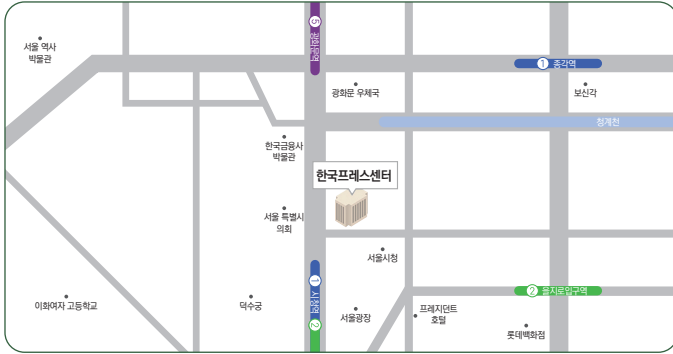 서울 역사
박물관
5 광화문역
1 종각역
광화문 우체국
보신각
청계천
한국금융사
박물관
한국프레스센터
서울 특별시
의회
서울시청
이화여자 고등학교
덕수궁
1 시청역 2
서울광장
프레지던트
호텔
2 을지로입구역
롯데백화점